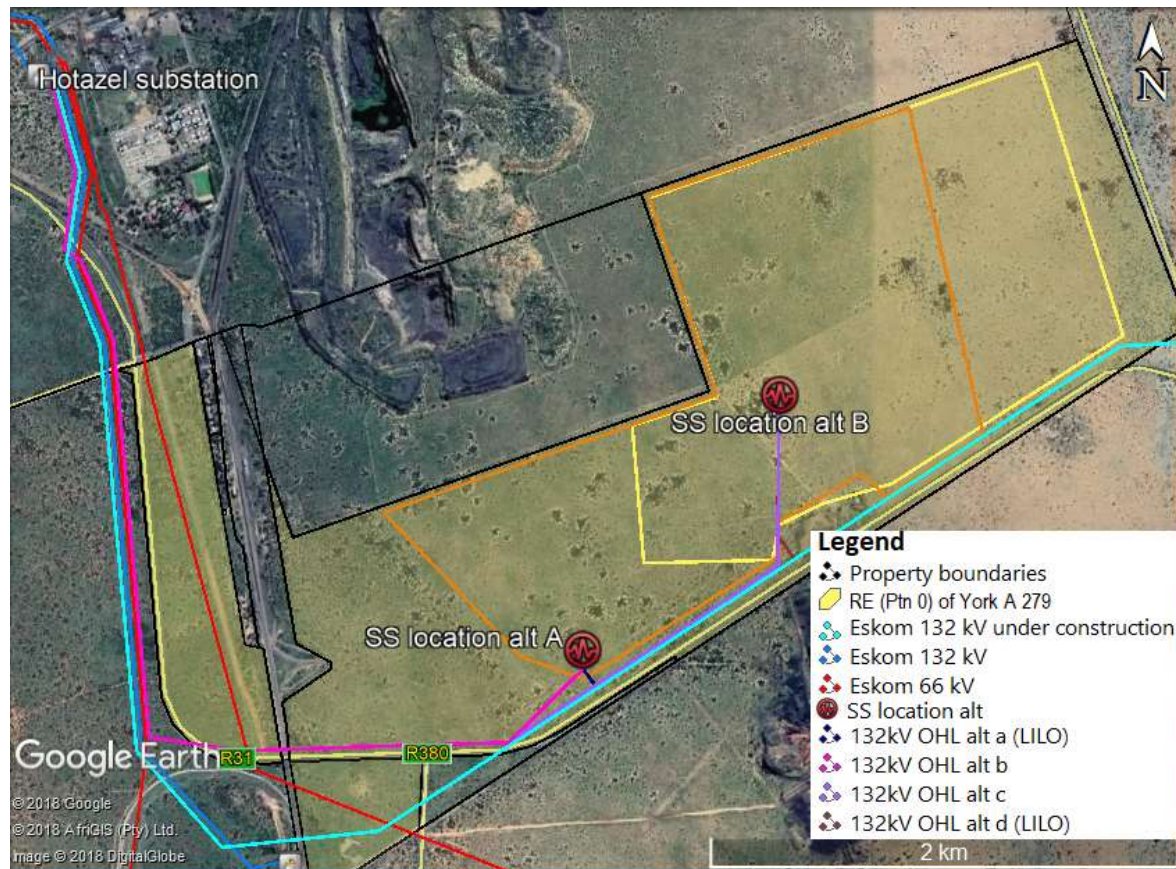 N
Hotazel substation
SS location alt B
SS location alt A
R31
R380
Google Earth
© 2018 Google
© 2018 AfriGIS (Pty) Ltd.
Image © 2018 DigitalGlobe
Legend
Property boundaries
RE (Ptn 0) of York A 279
Eskom 132 kV under construction
Eskom 132 kV
Eskom 66 kV
SS location alt
132kV OHL alt a (LILO)
132kV OHL alt b
132kV OHL alt c
132kV OHL alt d (LILO)
2 km